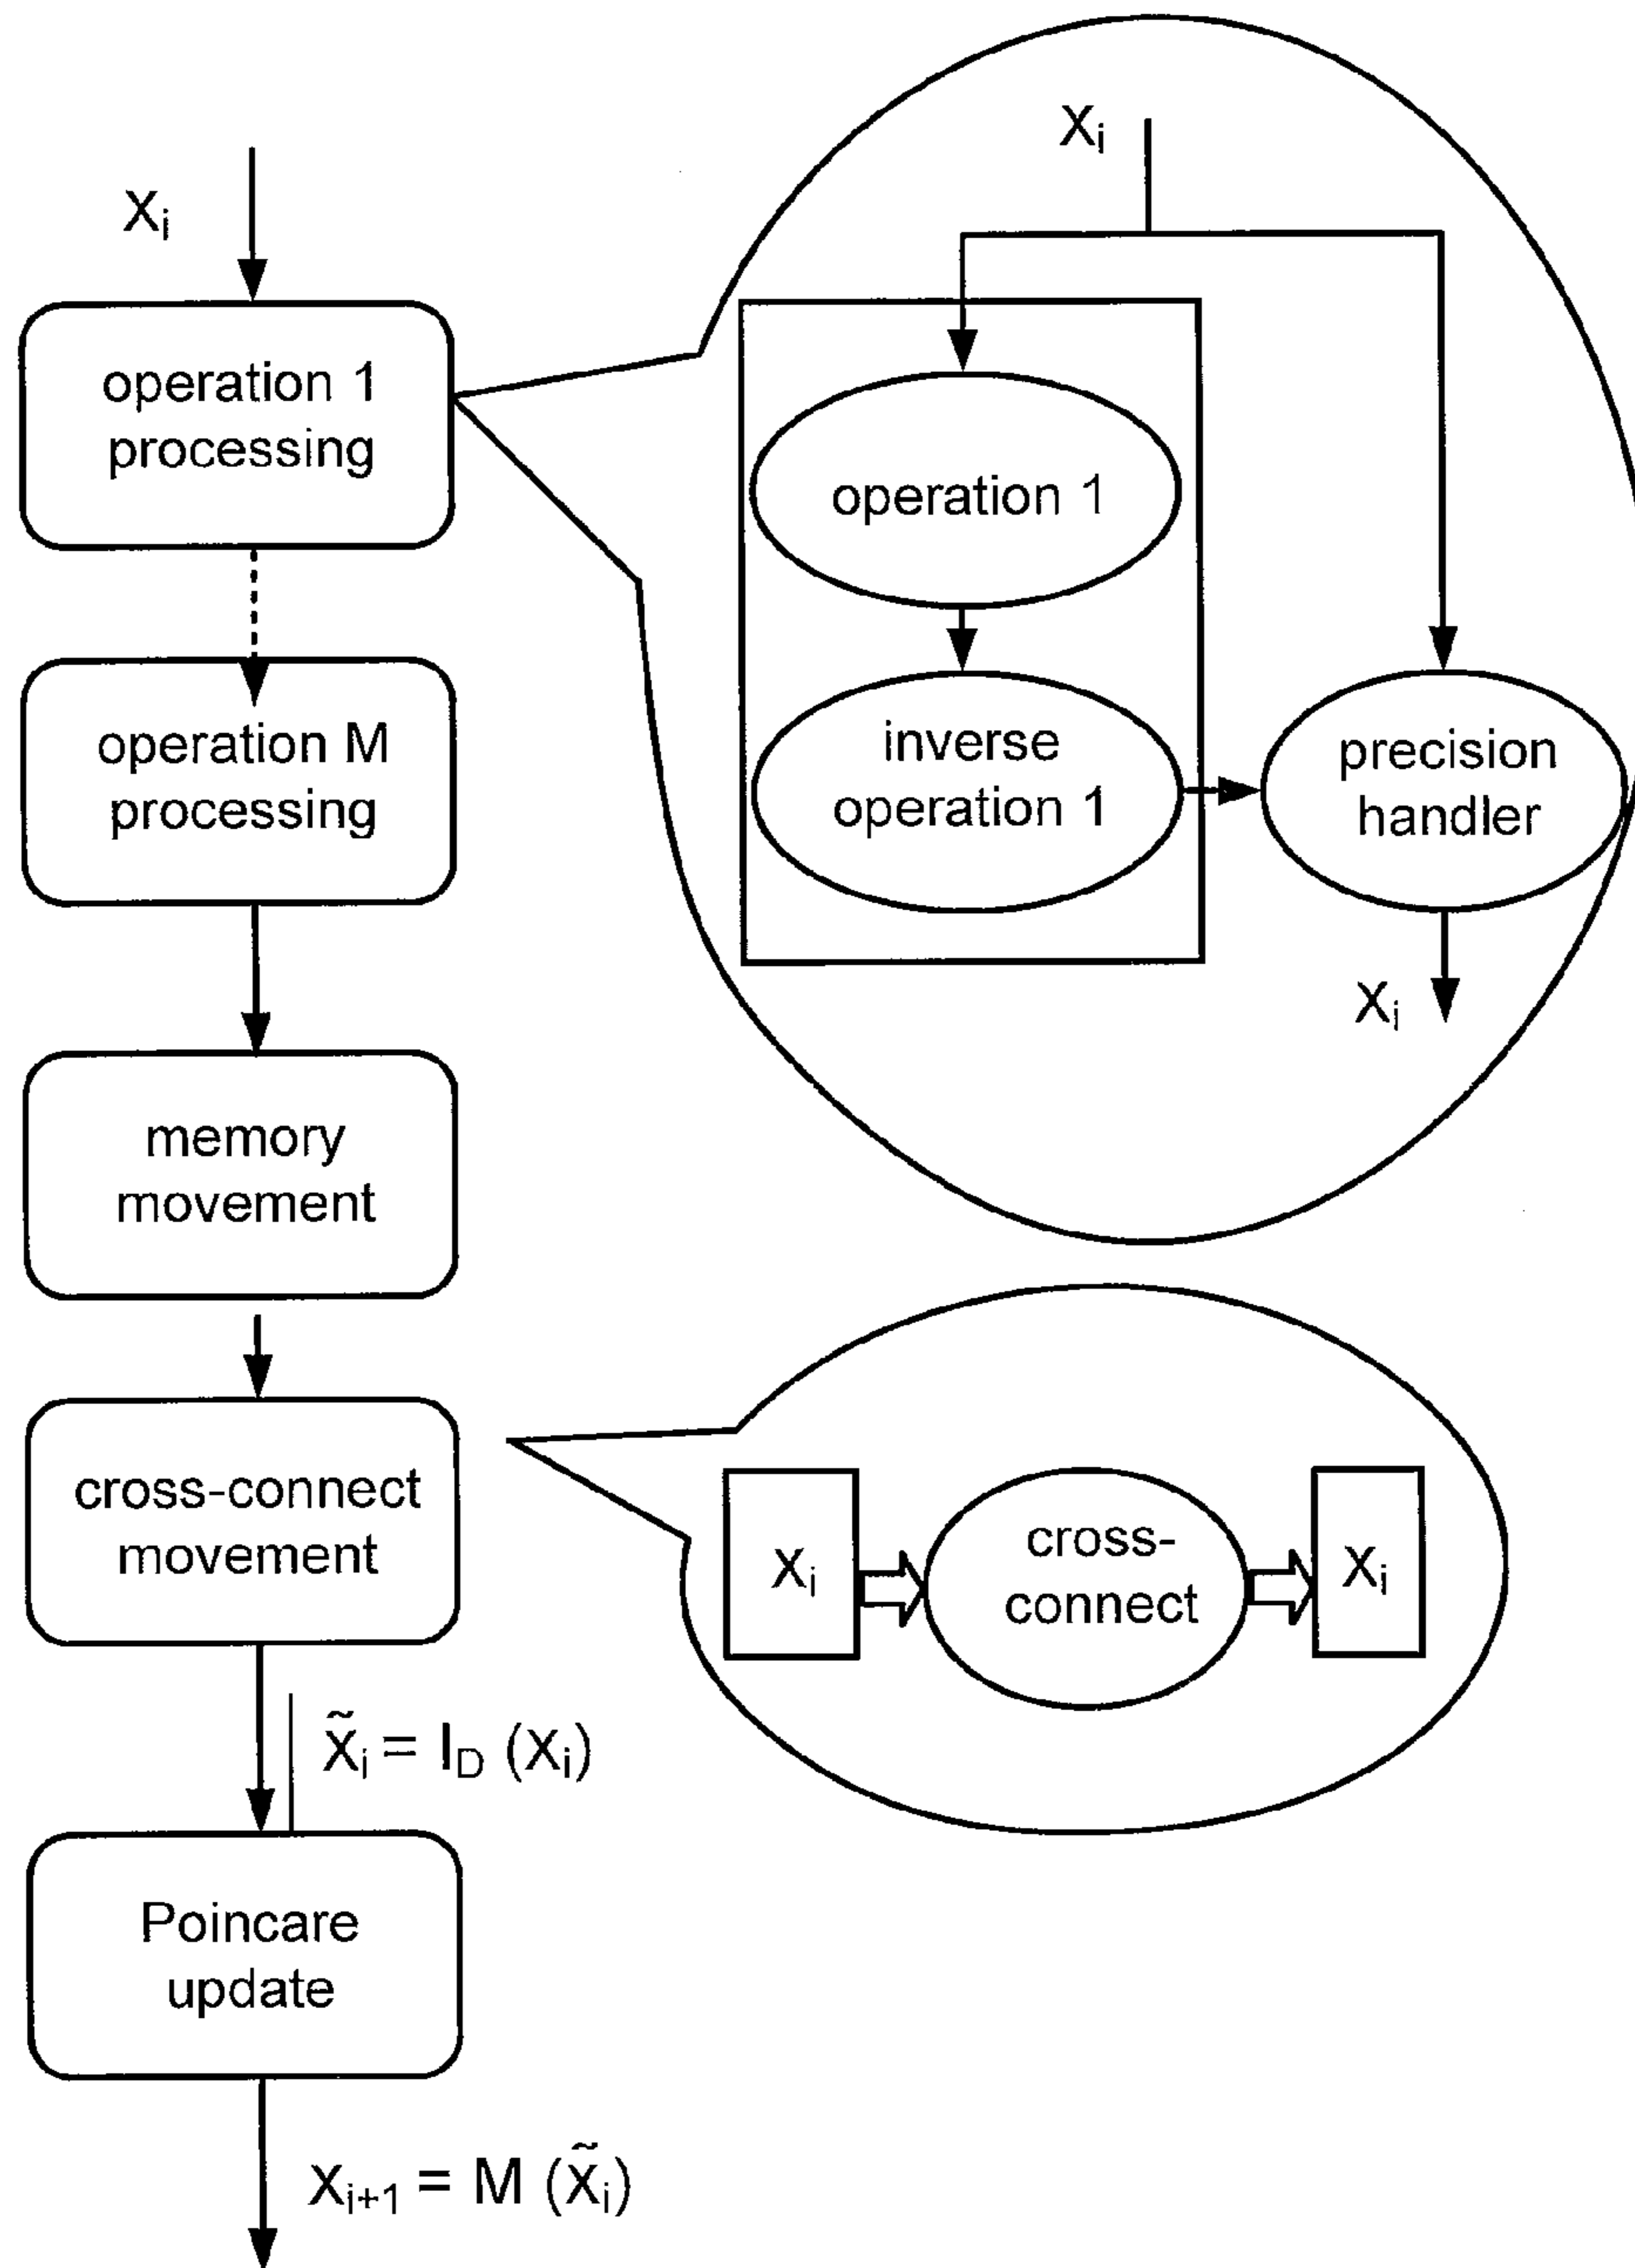 xᵢ
operation 1
processing
operation M
processing
memory
movement
cross-connect
movement
x̃ᵢ = I_D (xᵢ)
Poincare
update
xᵢ₊₁ = M (x̃ᵢ)
xᵢ
operation 1
inverse
operation 1
precision
handler
xᵢ
xᵢ
cross-
connect
xᵢ